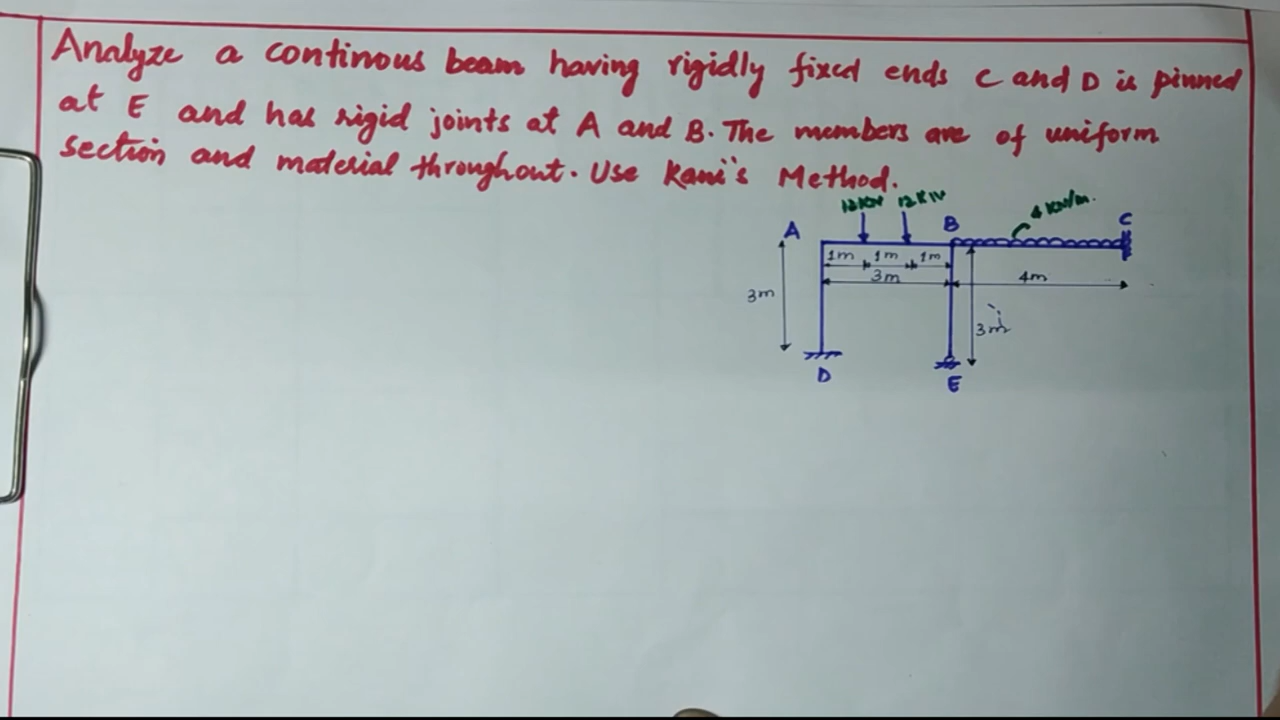 Analyze a continous beam having rigidly fixed ends C and D is pinned
at E and has rigid joints at A and B. The members are of uniform
section and material throughout. Use Kani's Method.
12KN 12KN 4 KN/m.
A B C
1m 1m 1m
3m 4m
3m 3m
D E